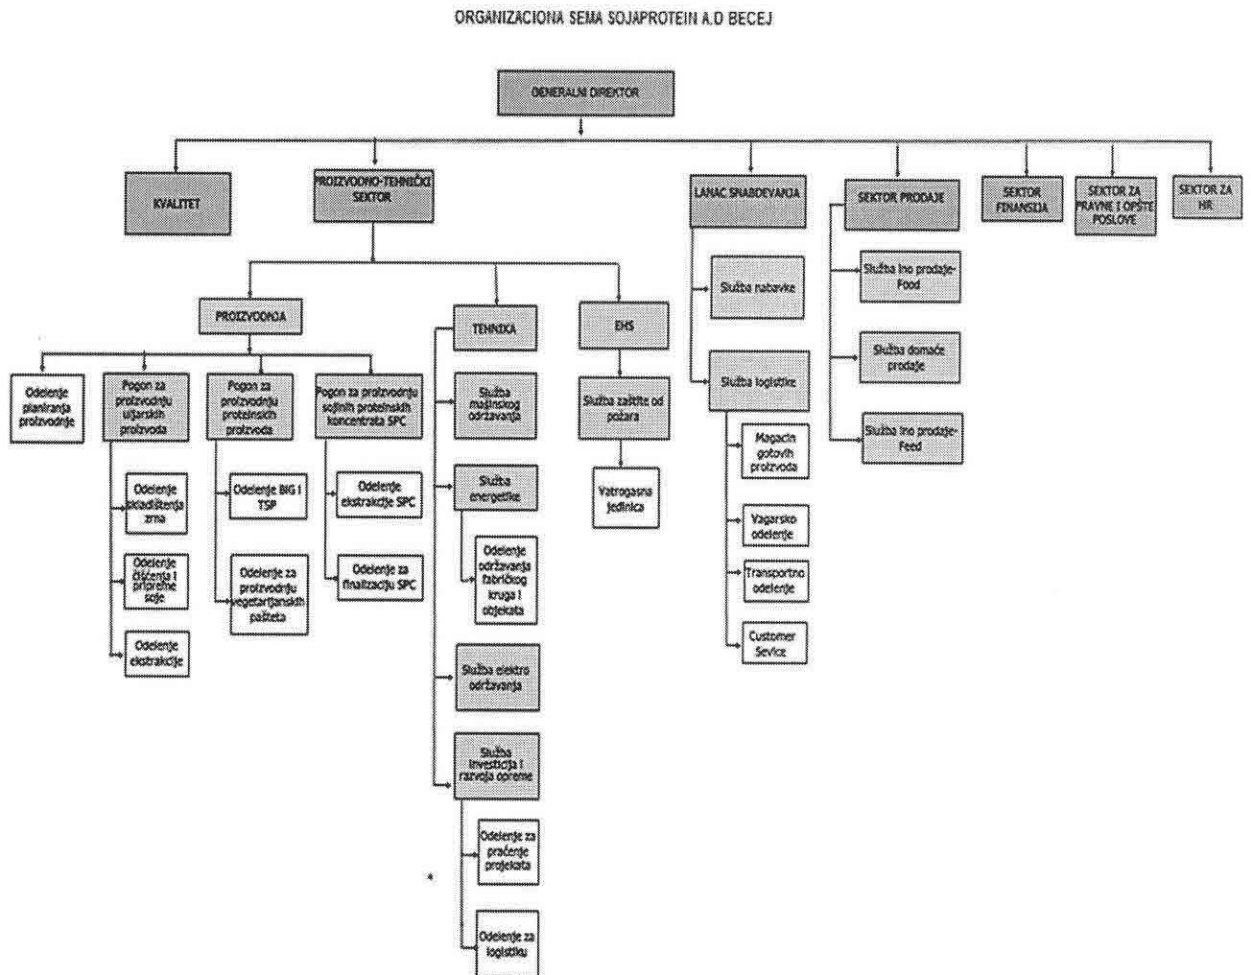 ORGANIZACIONA SEMA SOJAPROTEIN A.D BECEJ
GENERALNI DIREKTOR
KVALITET
PROIZVODNO-TEHNIČKI
SEKTOR
LANAC SNABDEVANJA
SEKTOR PRODAJE
SEKTOR
FINANSIJA
SEKTOR ZA
PRAVNE I OPŠTE
POSLOVE
SEKTOR ZA
HR
PROIZVODNJA
TEHNIKA
EHS
Odelenje
planiranja
proizvodnje
Pogon za
proizvodnju
uljarskih
proizvoda
Pogon za
proizvodnju
proteinskih
prolzvoda
Pogon za proizvodnju
sojinih proteinskih
koncentrata SPC
Odelenje
skladištenja
zrna
Odelenje
čišćenja i
pripreme
soje
Odelenje
ekstrakcije
Odelenje BIG i
TSP
Odelenje za
proizvodnju
vegetarijanskih
pašteta
Odelenje
ekstrakcije SPC
Odelenje za
finalizaciju SPC
Služba
mašinskog
odrzavanja
Služba
energetike
Odelenje
održavanja
fabričkog
kruga i
objekata
Služba elektro
održavanja
Služba
investicija i
razvoja opreme
Odelenje za
praćenje
projekata
Odelenje za
logistiku
Služba zaštite od
požara
Vatrogasna
jedinica
Služba nabavke
Služba logistike
Magacin
gotovih
proizvoda
Vagarsko
odelenje
Transportno
odelenje
Customer
Sevice
Služba ino prodaje-
Food
Služba domaće
prodaje
Služba ino prodaje-
Feed